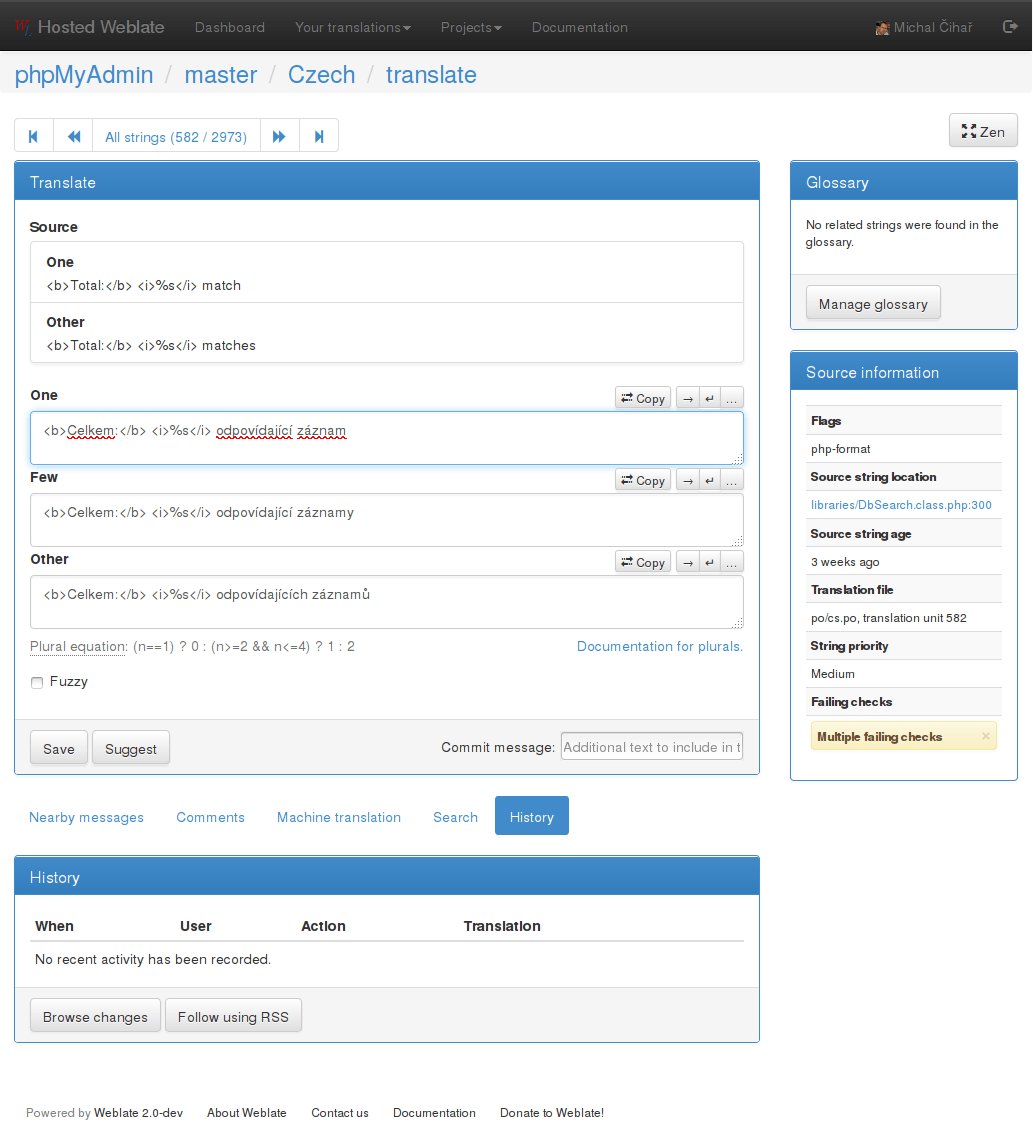 Hosted Weblate Dashboard Your translations Projects Documentation Michal Čihař
phpMyAdmin / master / Czech / translate
All strings (582 / 2973)
Zen
Translate
Source
One
<b>Total:</b> <i>%s</i> match
Other
<b>Total:</b> <i>%s</i> matches
One
Copy → ↵ …
<b>Celkem:</b> <i>%s</i> odpovídající záznam
Few
Copy → ↵ …
<b>Celkem:</b> <i>%s</i> odpovídající záznamy
Other
Copy → ↵ …
<b>Celkem:</b> <i>%s</i> odpovídajících záznamů
Plural equation: (n==1) ? 0 : (n>=2 && n<=4) ? 1 : 2
Documentation for plurals.
Fuzzy
Save Suggest
Commit message: Additional text to include in t
Glossary
No related strings were found in the
glossary.
Manage glossary
Source information
Flags
php-format
Source string location
libraries/DbSearch.class.php:300
Source string age
3 weeks ago
Translation file
po/cs.po, translation unit 582
String priority
Medium
Failing checks
Multiple failing checks ×
Nearby messages Comments Machine translation Search History
History
When User Action Translation
No recent activity has been recorded.
Browse changes Follow using RSS
Powered by Weblate 2.0-dev About Weblate Contact us Documentation Donate to Weblate!